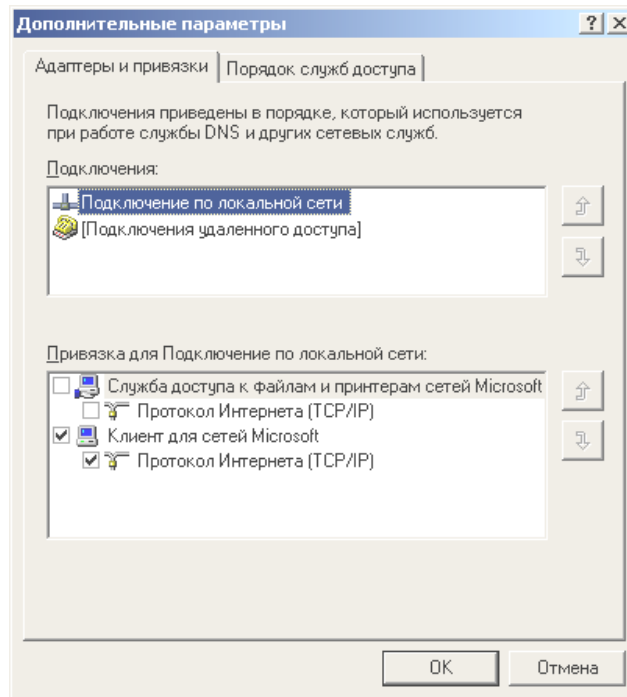 Дополнительные параметры
Адаптеры и привязки
Порядок служб доступа
Подключения приведены в порядке, который используется
при работе службы DNS и других сетевых служб.
Подключения:
Подключение по локальной сети
[Подключения удаленного доступа]
Привязка для Подключение по локальной сети:
Служба доступа к файлам и принтерам сетей Microsoft
Протокол Интернета (TCP/IP)
Клиент для сетей Microsoft
Протокол Интернета (TCP/IP)
OK
Отмена